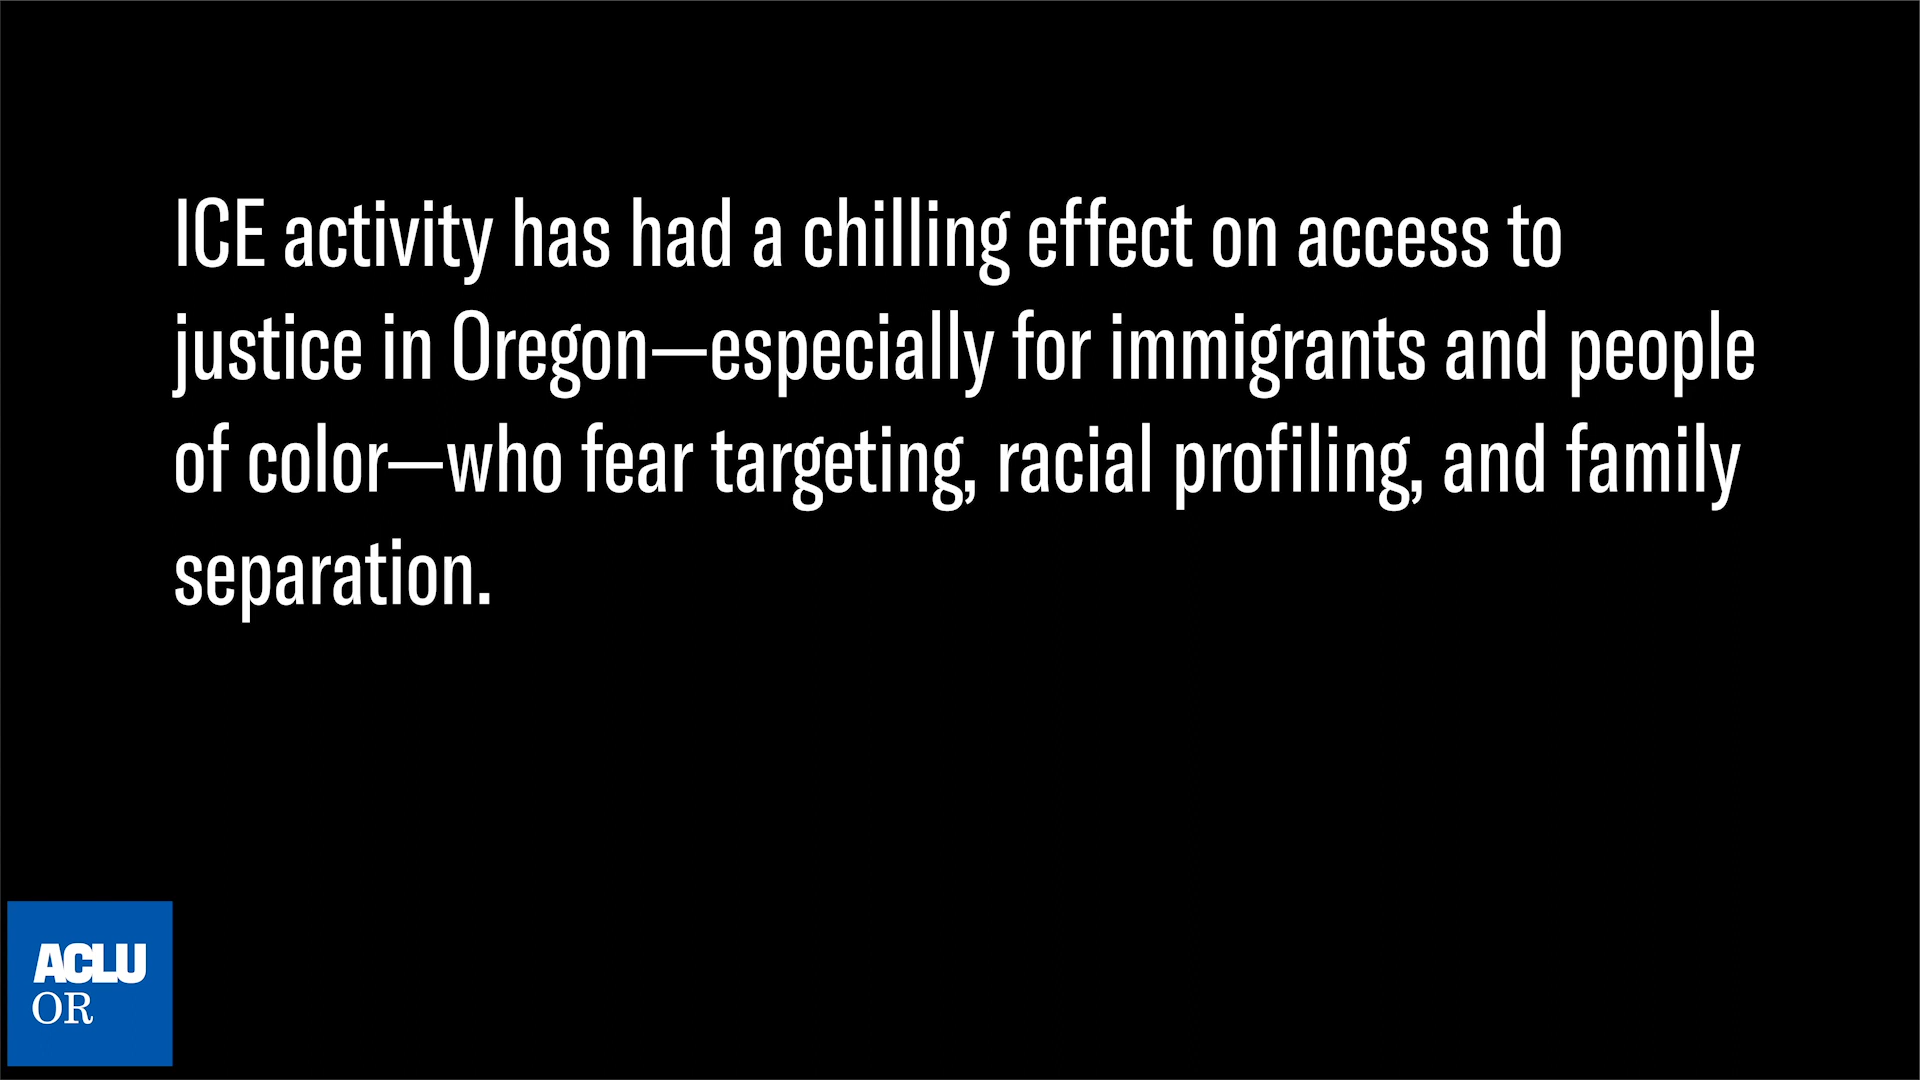 ICE activity has had a chilling effect on access to
justice in Oregon—especially for immigrants and people
of color—who fear targeting, racial profiling, and family
separation.
ACLU
OR